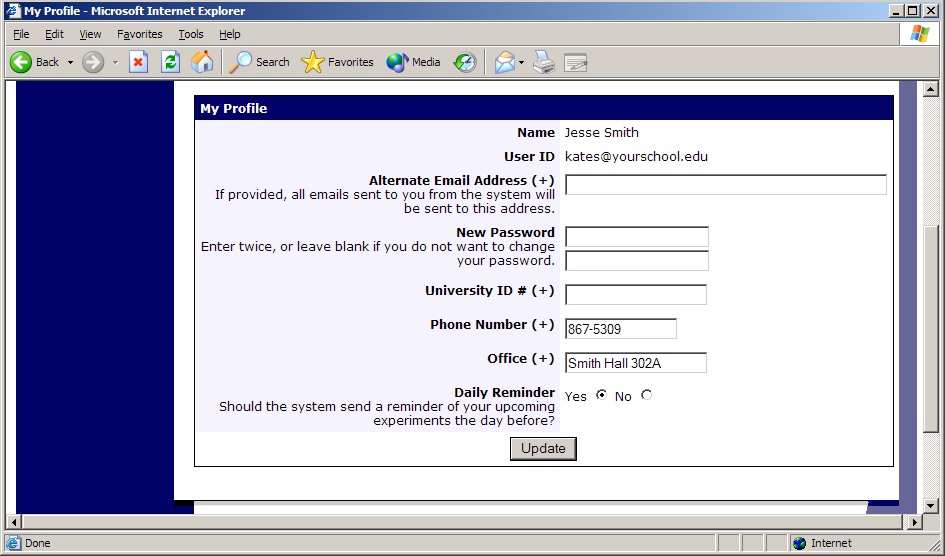 My Profile - Microsoft Internet Explorer
File Edit View Favorites Tools Help
Back Search Favorites Media
My Profile
Name Jesse Smith
User ID kates@yourschool.edu
Alternate Email Address (+)
If provided, all emails sent to you from the system will
be sent to this address.
New Password
Enter twice, or leave blank if you do not want to change
your password.
University ID # (+)
Phone Number (+) 867-5309
Office (+) Smith Hall 302A
Daily Reminder Yes No
Should the system send a reminder of your upcoming
experiments the day before?
Update
Done Internet